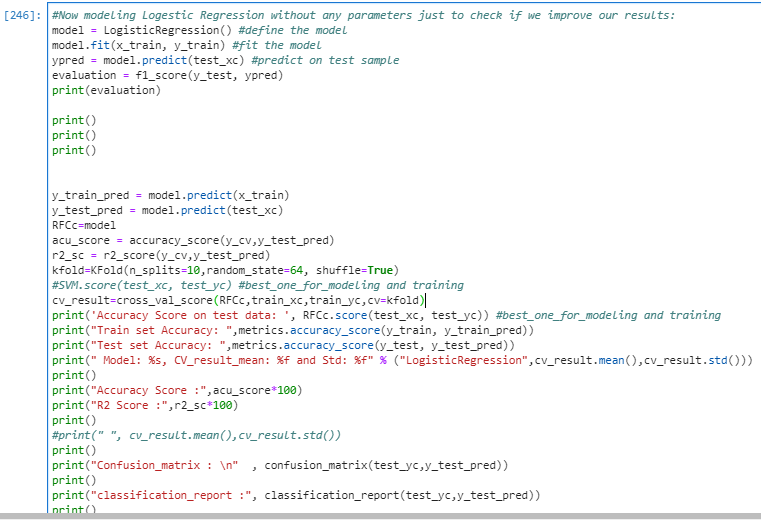 [246]: #Now modeling Logestic Regression without any parameters just to check if we improve our results:
model = LogisticRegression() #define the model
model.fit(x_train, y_train) #fit the model
ypred = model.predict(test_xc) #predict on test sample
evaluation = f1_score(y_test, ypred)
print(evaluation)
print()
print()
print()
y_train_pred = model.predict(x_train)
y_test_pred = model.predict(test_xc)
RFCc=model
acu_score = accuracy_score(y_cv,y_test_pred)
r2_sc = r2_score(y_cv,y_test_pred)
kfold=KFold(n_splits=10,random_state=64, shuffle=True)
#SVM.score(test_xc, test_yc) #best_one_for_modeling and training
cv_result=cross_val_score(RFCc,train_xc,train_yc,cv=kfold)
print('Accuracy Score on test data: ', RFCc.score(test_xc, test_yc)) #best_one_for_modeling and training
print("Train set Accuracy: ",metrics.accuracy_score(y_train, y_train_pred))
print("Test set Accuracy: ",metrics.accuracy_score(y_test, y_test_pred))
print(" Model: %s, CV_result_mean: %f and Std: %f" % ("LogisticRegression",cv_result.mean(),cv_result.std()))
print()
print("Accuracy Score :",acu_score*100)
print("R2 Score :",r2_sc*100)
print()
#print(" ", cv_result.mean(),cv_result.std())
print()
print("Confusion_matrix : \n"  , confusion_matrix(test_yc,y_test_pred))
print()
print("classification_report :", classification_report(test_yc,y_test_pred))
print()